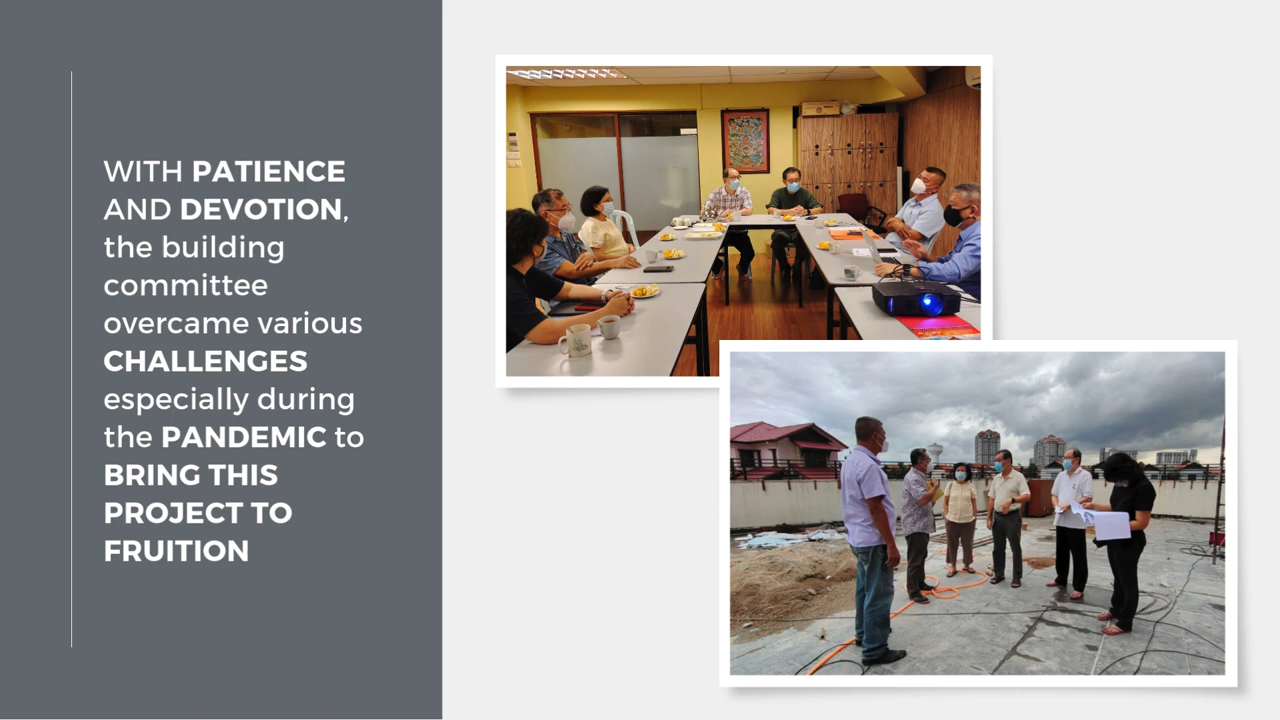 WITH PATIENCE
AND DEVOTION,
the building
committee
overcame various
CHALLENGES
especially during
the PANDEMIC to
BRING THIS
PROJECT TO
FRUITION